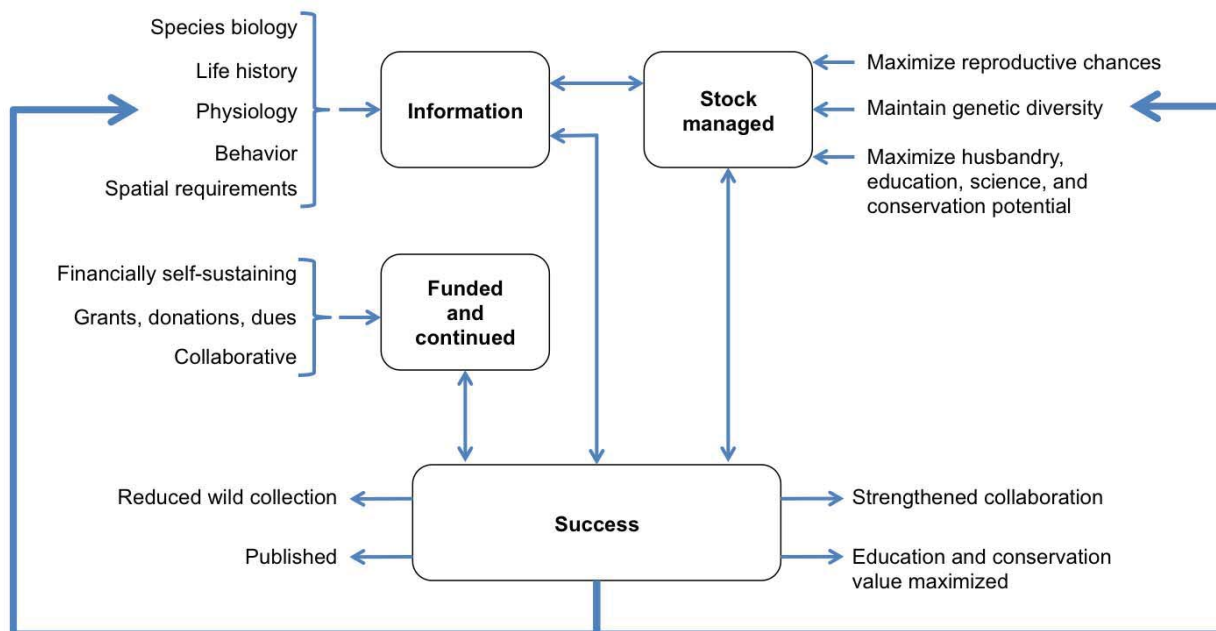 Species biology
Life history
Physiology
Behavior
Spatial requirements
Information
Stock
managed
Maximize reproductive chances
Maintain genetic diversity
Maximize husbandry,
education, science, and
conservation potential
Financially self-sustaining
Grants, donations, dues
Collaborative
Funded
and
continued
Reduced wild collection
Published
Success
Strengthened collaboration
Education and conservation
value maximized